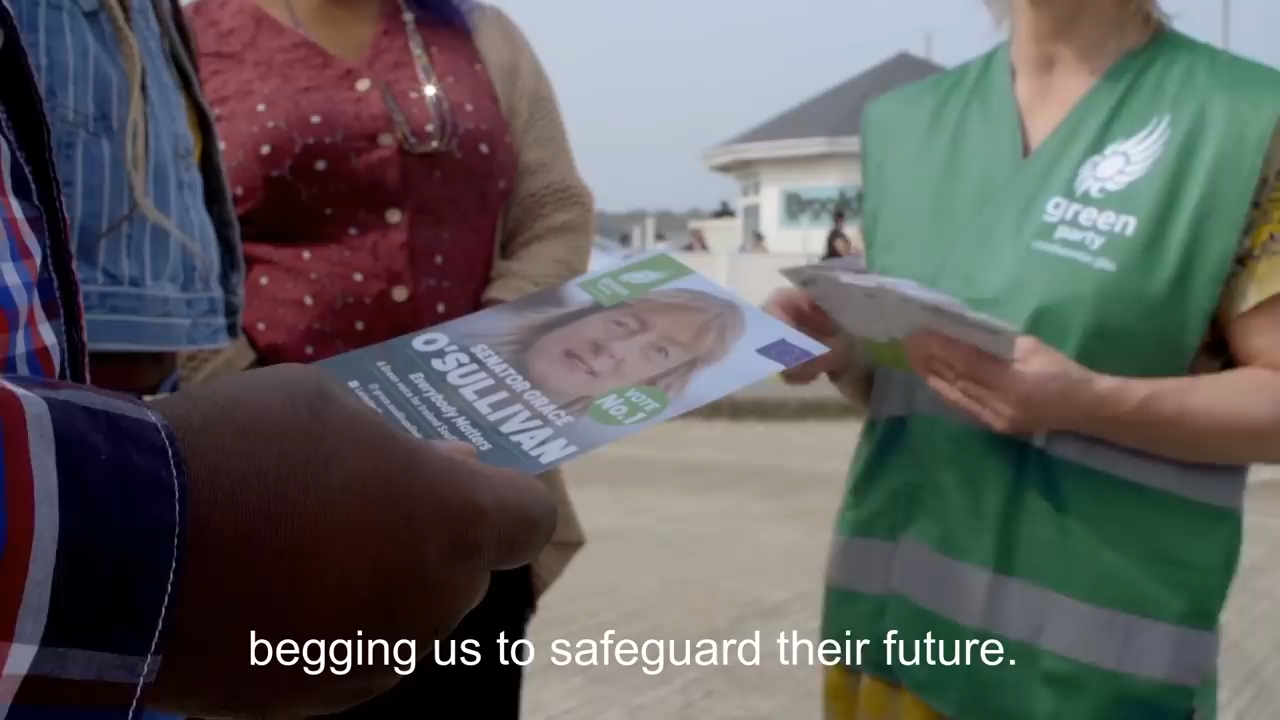 green
party
SENATOR GRACE
O'SULLIVAN
Everybody Matters
VOTE
No.1
begging us to safeguard their future.